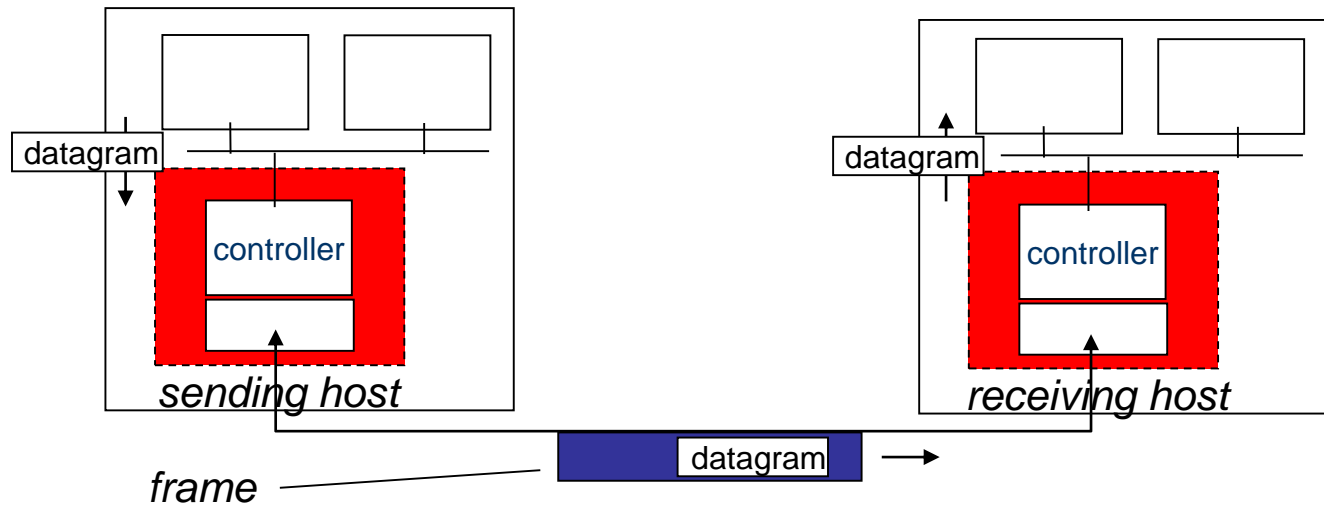 datagram
controller
sending host
datagram
controller
receiving host
datagram
frame